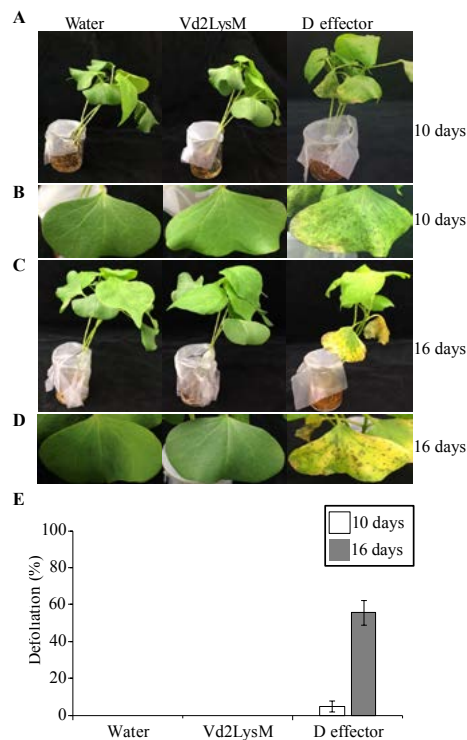 A
Water Vd2LysM D effector
10 days
B
10 days
C
16 days
D
16 days
E
10 days
16 days
100
80
60
40
20
0
Defoliation (%)
Water Vd2LysM D effector